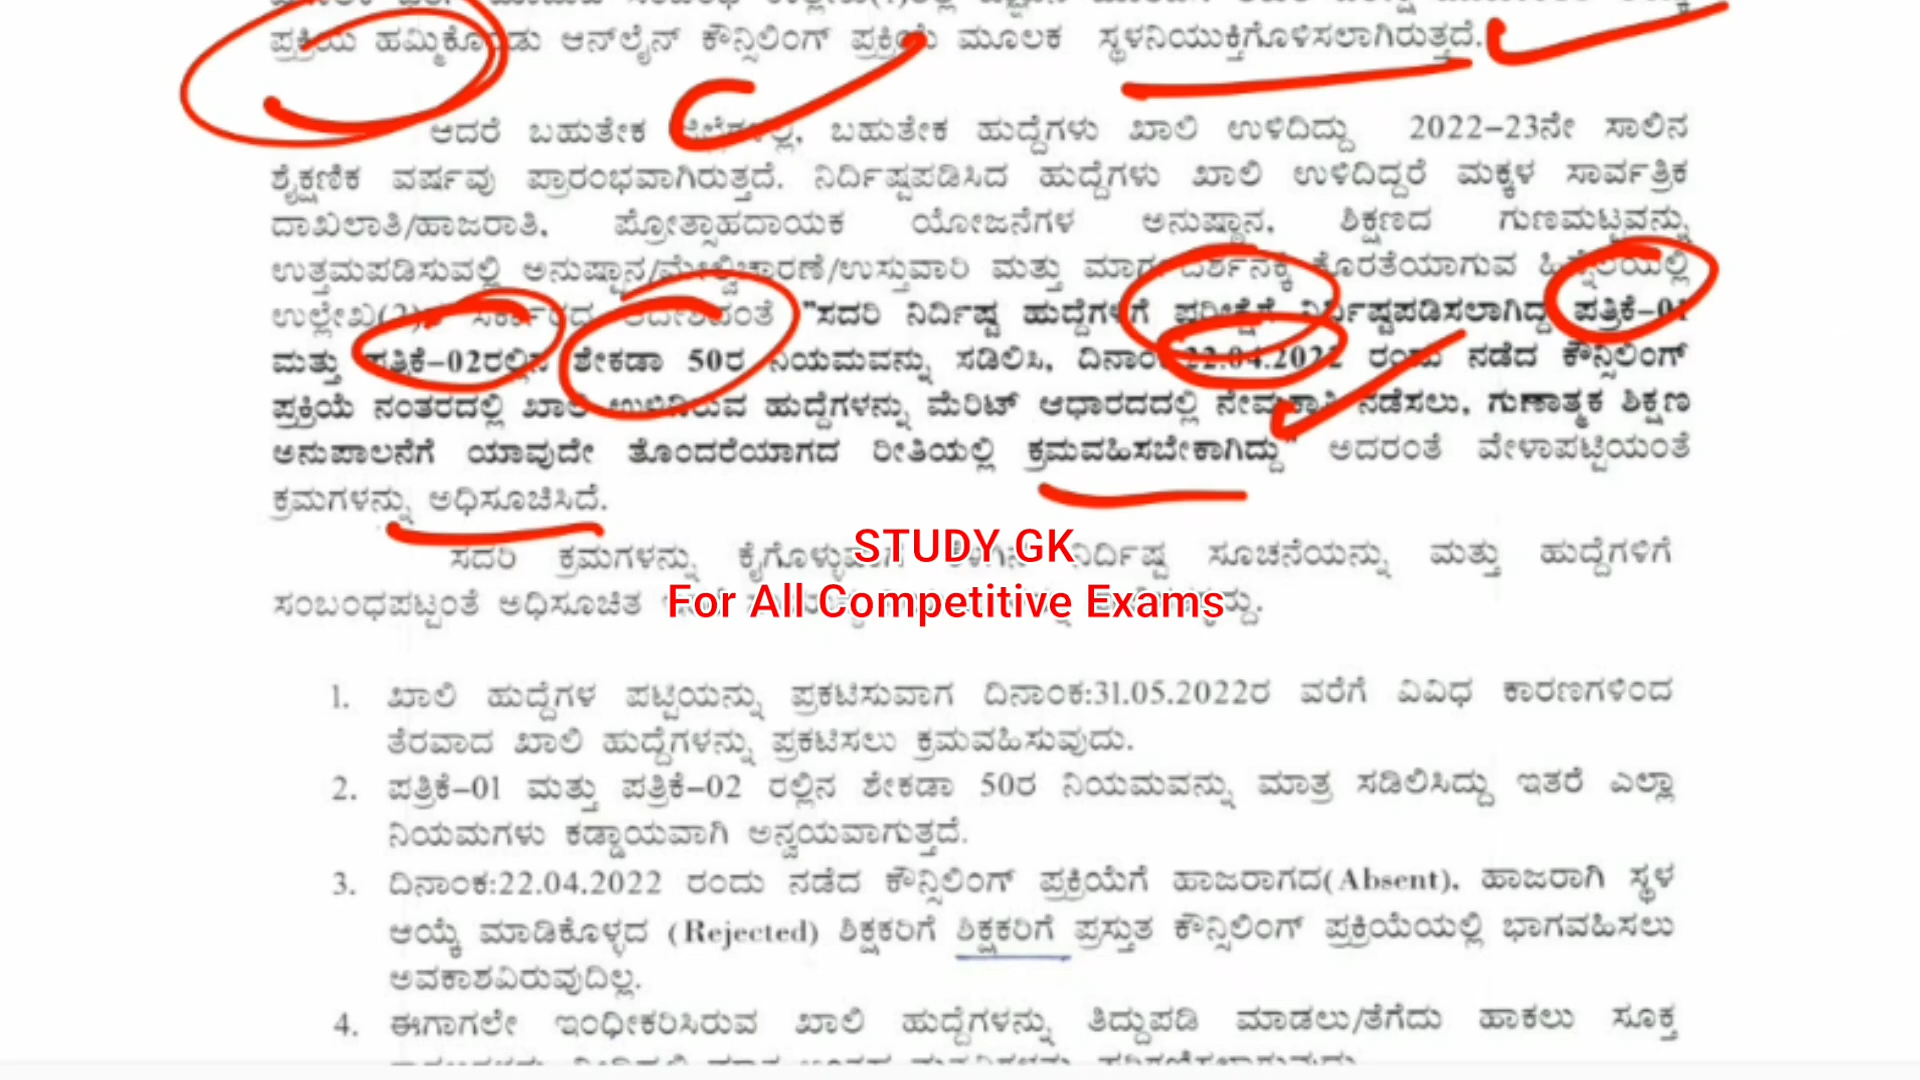 ಪ್ರಕ್ರಿಯೆ ಹಮ್ಮಿಕೊಂಡು ಆನ್‌ಲೈನ್ ಕೌನ್ಸಿಲಿಂಗ್ ಪ್ರಕ್ರಿಯೆ ಮೂಲಕ ಸ್ಥಳನಿಯುಕ್ತಿಗೊಳಿಸಲಾಗಿರುತ್ತದೆ.
ಆದರೆ ಬಹುತೇಕ ಜಿಲ್ಲೆಗಳಲ್ಲಿ, ಬಹುತೇಕ ಹುದ್ದೆಗಳು ಖಾಲಿ ಉಳಿದಿದ್ದು 2022-23ನೇ ಸಾಲಿನ
ಶೈಕ್ಷಣಿಕ ವರ್ಷವು ಪ್ರಾರಂಭವಾಗಿರುತ್ತದೆ. ನಿರ್ದಿಷ್ಟಪಡಿಸಿದ ಹುದ್ದೆಗಳು ಖಾಲಿ ಉಳಿದಿದ್ದರೆ ಮಕ್ಕಳ ಸಾರ್ವತ್ರಿಕ
ದಾಖಲಾತಿ/ಹಾಜರಾತಿ, ಪ್ರೋತ್ಸಾಹದಾಯಕ ಯೋಜನೆಗಳ ಅನುಷ್ಠಾನ, ಶಿಕ್ಷಣದ ಗುಣಮಟ್ಟವನ್ನು
ಉತ್ತಮಪಡಿಸುವಲ್ಲಿ ಅನುಷ್ಠಾನ/ಮೇಲ್ವಿಚಾರಣೆ/ಉಸ್ತುವಾರಿ ಮತ್ತು ಮಾರ್ಗದರ್ಶನಕ್ಕೆ ಕೊರತೆಯಾಗುವ ಹಿನ್ನೆಲೆಯಲ್ಲಿ
ಉಲ್ಲೇಖ(2)ರ ಸರ್ಕಾರದ ಆದೇಶದಂತೆ "ಸದರಿ ನಿರ್ದಿಷ್ಟ ಹುದ್ದೆಗಳಿಗೆ ಪರೀಕ್ಷೆಗೆ ನಿರ್ದಿಷ್ಟಪಡಿಸಲಾಗಿದ್ದ ಪತ್ರಿಕೆ-01
ಮತ್ತು ಪತ್ರಿಕೆ-02ರಲ್ಲಿನ ಶೇಕಡಾ 50ರ ನಿಯಮವನ್ನು ಸಡಿಲಿಸಿ, ದಿನಾಂಕ 22.04.2022 ರಂದು ನಡೆದ ಕೌನ್ಸಿಲಿಂಗ್
ಪ್ರಕ್ರಿಯೆ ನಂತರದಲ್ಲಿ ಖಾಲಿ ಉಳಿದಿರುವ ಹುದ್ದೆಗಳನ್ನು ಮೆರಿಟ್ ಆಧಾರದದಲ್ಲಿ ನೇಮಕಾತಿ ನಡೆಸಲು, ಗುಣಾತ್ಮಕ ಶಿಕ್ಷಣ
ಅನುಪಾಲನೆಗೆ ಯಾವುದೇ ತೊಂದರೆಯಾಗದ ರೀತಿಯಲ್ಲಿ ಕ್ರಮವಹಿಸಬೇಕಾಗಿದ್ದು" ಅದರಂತೆ ವೇಳಾಪಟ್ಟಿಯಂತೆ
ಕ್ರಮಗಳನ್ನು ಅಧಿಸೂಚಿಸಿದೆ.
STUDY GK
ಸದರಿ ಕ್ರಮಗಳನ್ನು ಕೈಗೊಳ್ಳುವಾಗ ಕೆಳಗಿನ ನಿರ್ದಿಷ್ಟ ಸೂಚನೆಯನ್ನು ಮತ್ತು ಹುದ್ದೆಗಳಿಗೆ
For All Competitive Exams
ಸಂಬಂಧಪಟ್ಟಂತೆ ಅಧಿಸೂಚಿತ
1. ಖಾಲಿ ಹುದ್ದೆಗಳ ಪಟ್ಟಿಯನ್ನು ಪ್ರಕಟಿಸುವಾಗ ದಿನಾಂಕ:31.05.2022ರ ವರೆಗೆ ವಿವಿಧ ಕಾರಣಗಳಿಂದ
ತೆರವಾದ ಖಾಲಿ ಹುದ್ದೆಗಳನ್ನು ಪ್ರಕಟಿಸಲು ಕ್ರಮವಹಿಸುವುದು.
2. ಪತ್ರಿಕೆ-01 ಮತ್ತು ಪತ್ರಿಕೆ-02 ರಲ್ಲಿನ ಶೇಕಡಾ 50ರ ನಿಯಮವನ್ನು ಮಾತ್ರ ಸಡಿಲಿಸಿದ್ದು ಇತರೆ ಎಲ್ಲಾ
ನಿಯಮಗಳು ಕಡ್ಡಾಯವಾಗಿ ಅನ್ವಯವಾಗುತ್ತದೆ.
3. ದಿನಾಂಕ:22.04.2022 ರಂದು ನಡೆದ ಕೌನ್ಸಿಲಿಂಗ್ ಪ್ರಕ್ರಿಯೆಗೆ ಹಾಜರಾಗದ(Absent), ಹಾಜರಾಗಿ ಸ್ಥಳ
ಆಯ್ಕೆ ಮಾಡಿಕೊಳ್ಳದ (Rejected) ಶಿಕ್ಷಕರಿಗೆ ಶಿಕ್ಷಕರಿಗೆ ಪ್ರಸ್ತುತ ಕೌನ್ಸಿಲಿಂಗ್ ಪ್ರಕ್ರಿಯೆಯಲ್ಲಿ ಭಾಗವಹಿಸಲು
ಅವಕಾಶವಿರುವುದಿಲ್ಲ.
4. ಈಗಾಗಲೇ ಇಂಧೀಕರಿಸಿರುವ ಖಾಲಿ ಹುದ್ದೆಗಳನ್ನು ತಿದ್ದುಪಡಿ ಮಾಡಲು/ತೆಗೆದು ಹಾಕಲು ಸೂಕ್ತ